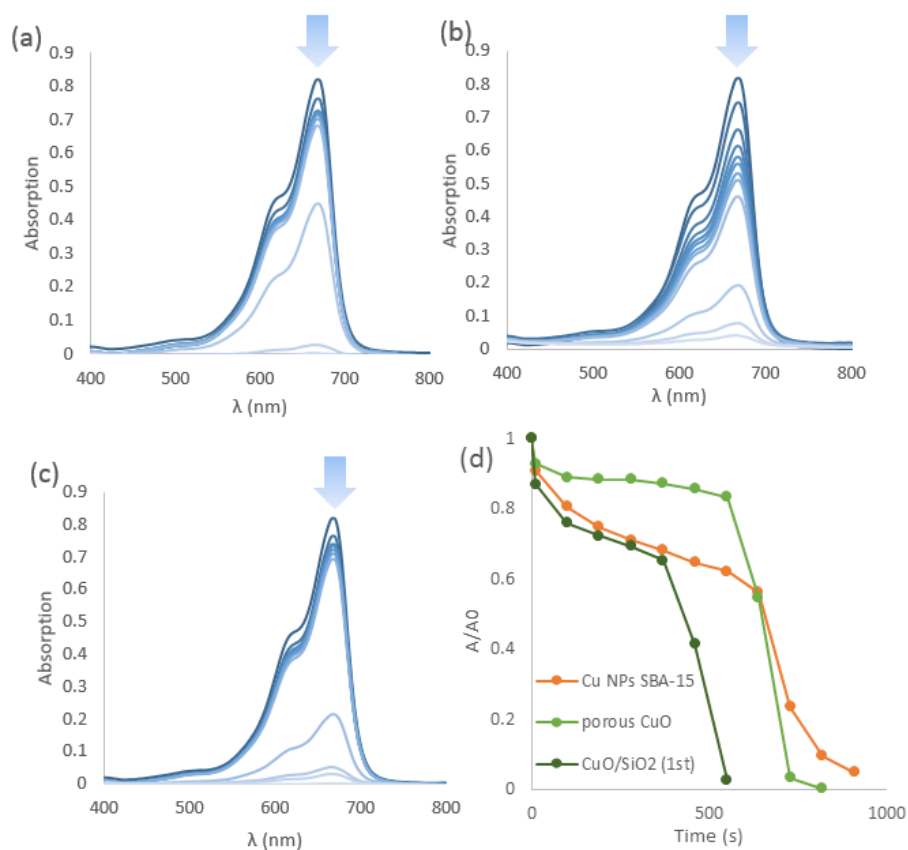 (a)
0.9
0.8
0.7
0.6
0.5
0.4
0.3
0.2
0.1
0
Absorption
400 500 600 700 800
λ (nm)
(b)
0.9
0.8
0.7
0.6
0.5
0.4
0.3
0.2
0.1
0
Absorption
400 500 600 700 800
λ (nm)
(c)
0.9
0.8
0.7
0.6
0.5
0.4
0.3
0.2
0.1
0
Absorption
400 500 600 700 800
λ (nm)
(d)
1
0.8
0.6
0.4
0.2
0
A/A0
Cu NPs SBA-15
porous CuO
CuO/SiO2 (1st)
0 500 1000
Time (s)